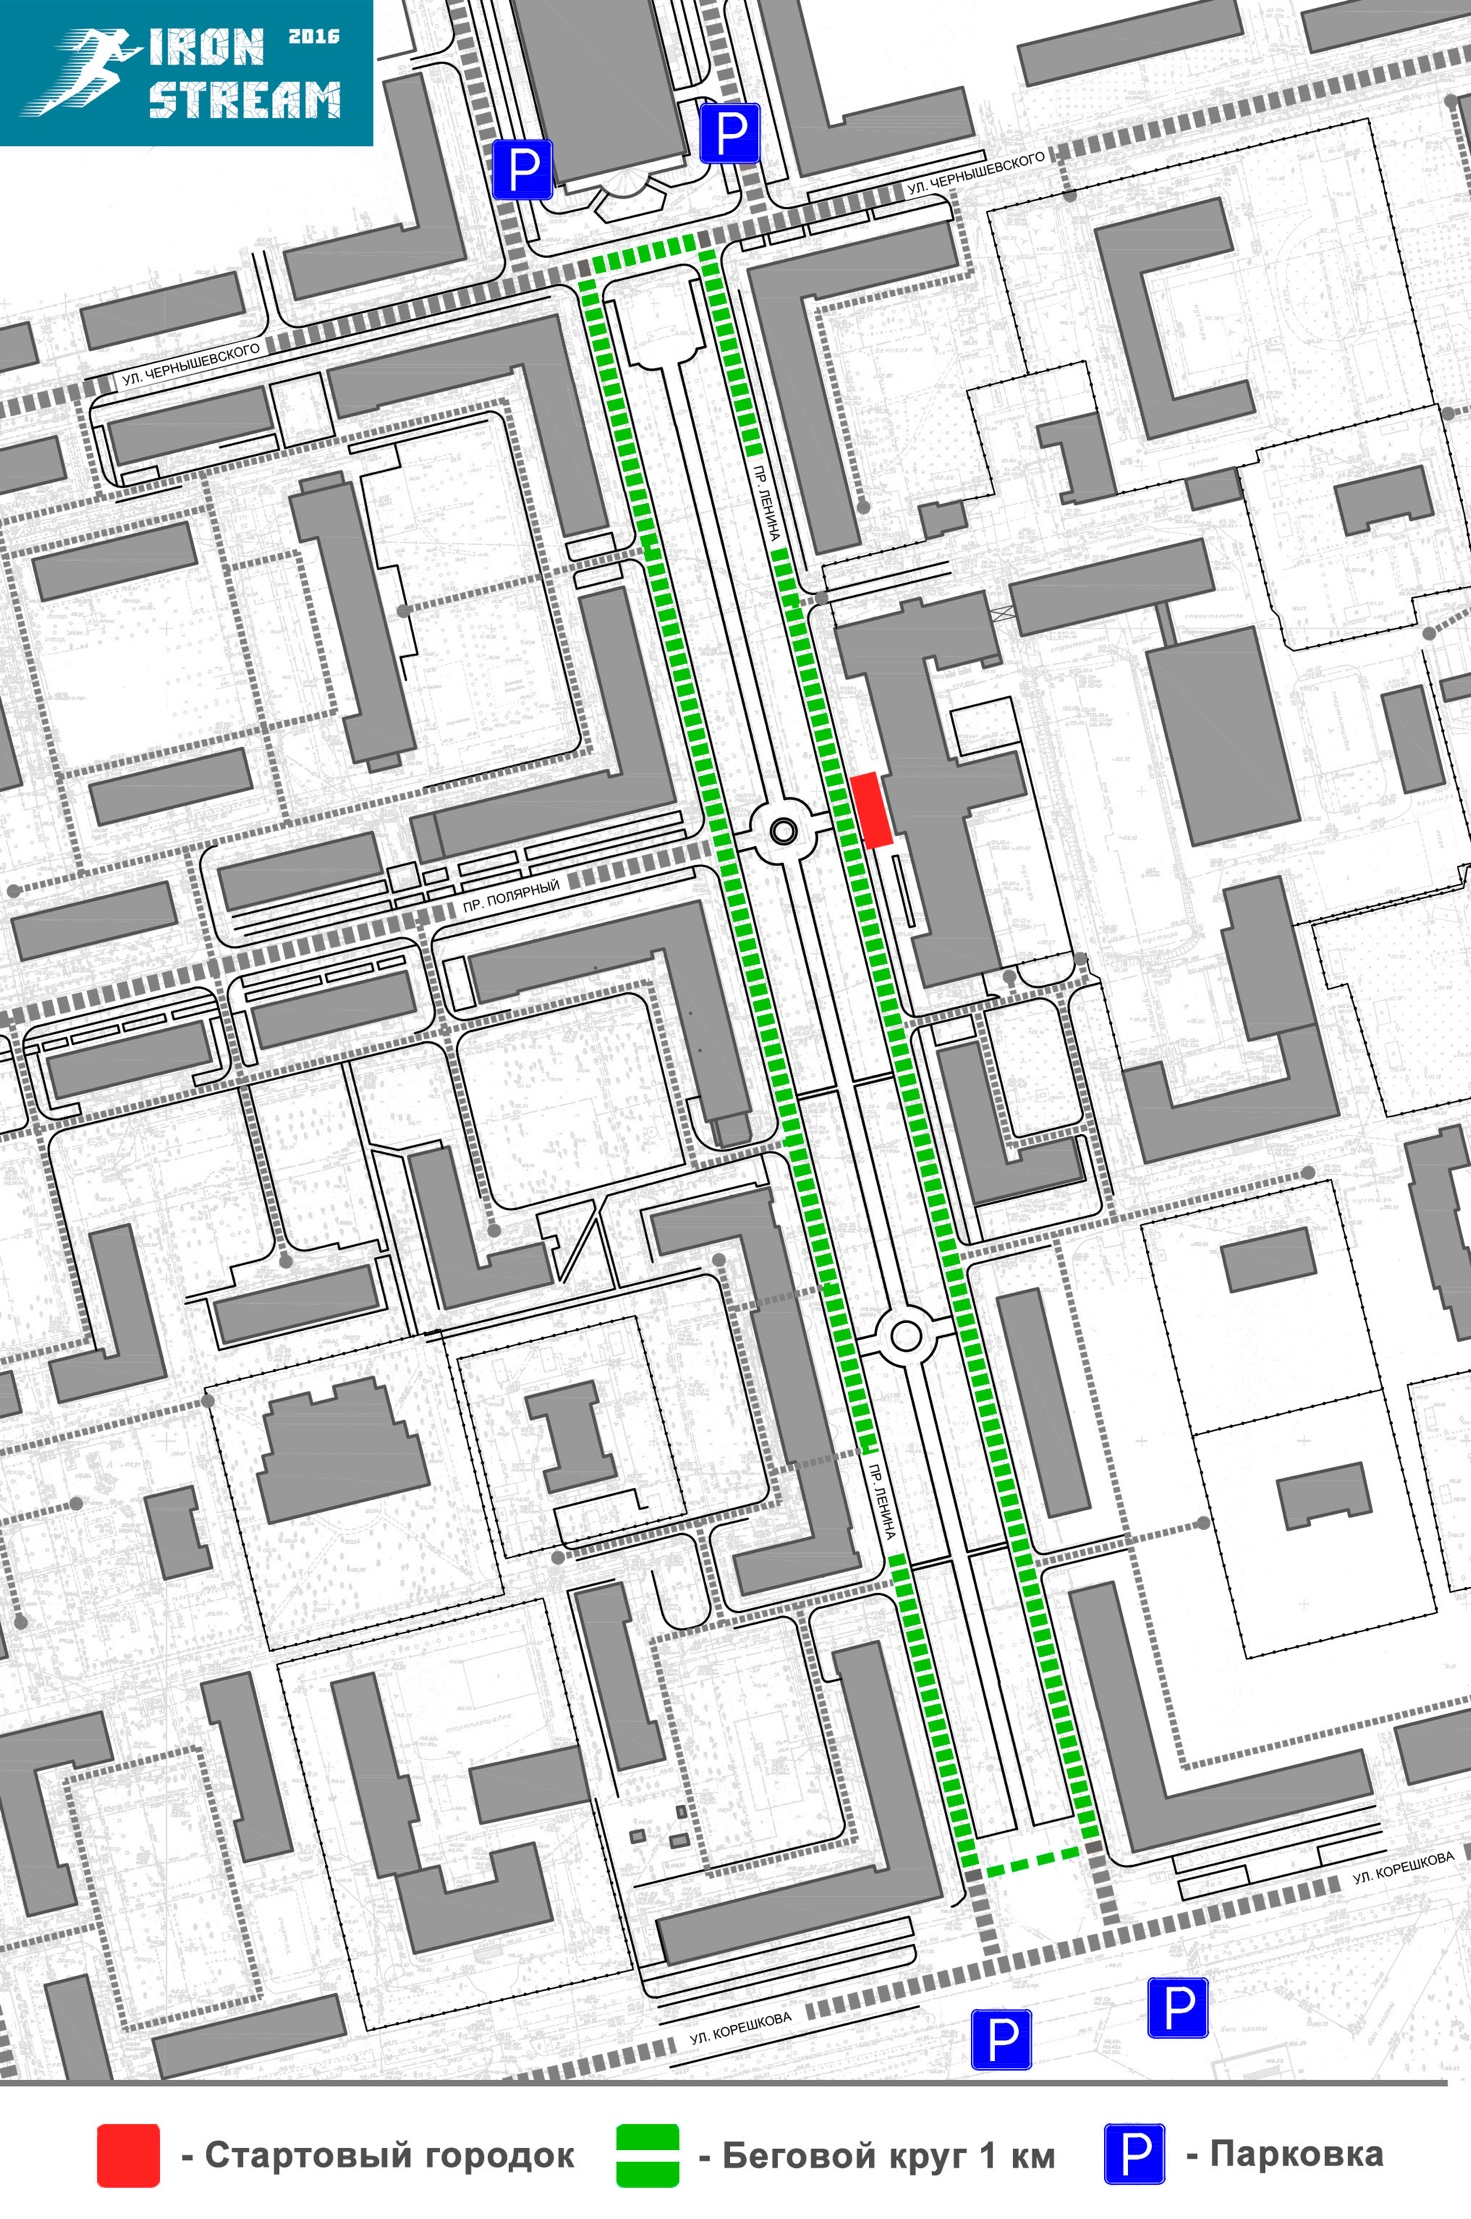 IRON 2016
STREAM
P
P
УЛ. ЧЕРНЫШЕВСКОГО
УЛ. ЧЕРНЫШЕВСКОГО
ПР. ЛЕНИНА
ПР. ПОЛЯРНЫЙ
ПР. ЛЕНИНА
УЛ. КОРЕШКОВА
УЛ. КОРЕШКОВА
P
P
- Стартовый городок
- Беговой круг 1 км
P - Парковка